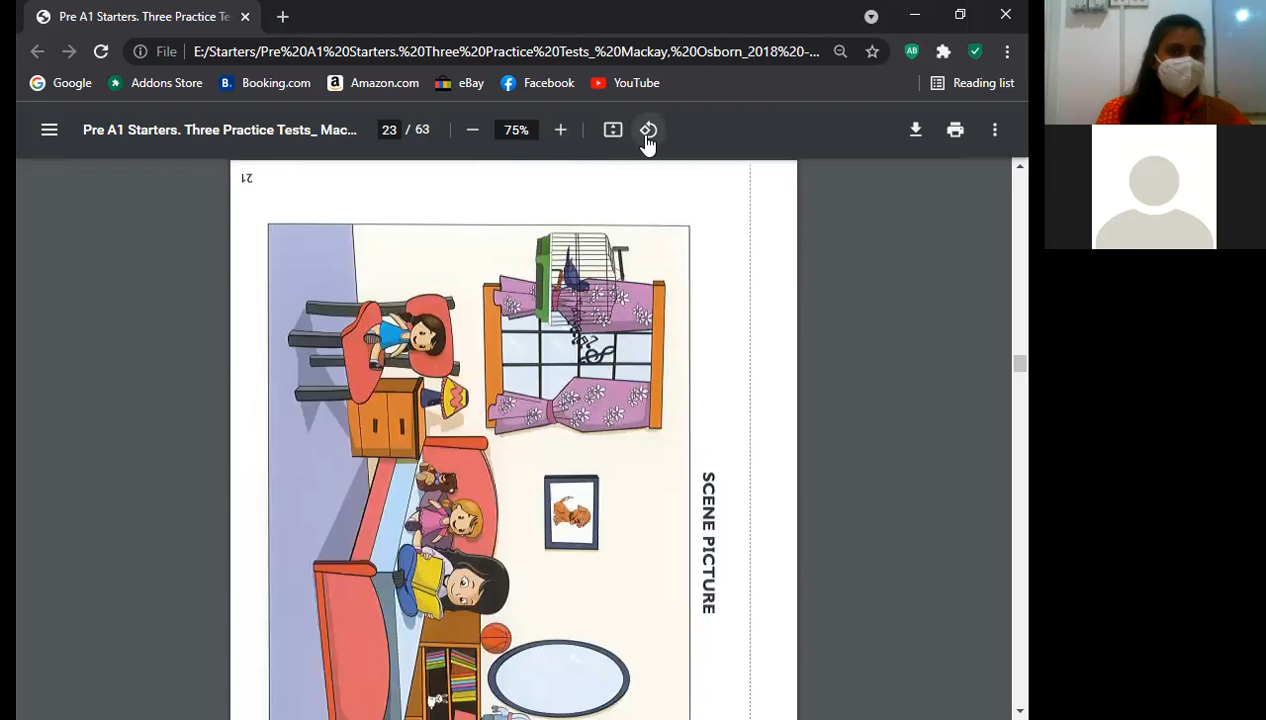 Pre A1 Starters. Three Practice Te
File E:/Starters/Pre%20A1%20Starters.%20Three%20Practice%20Tests_%20Mackay,%20Osborn_2018%20-...
AB
Google Addons Store B. Booking.com a Amazon.com eBay Facebook YouTube Reading list
Pre A1 Starters. Three Practice Tests_ Mac... 23 / 63 75%
21
SCENE PICTURE